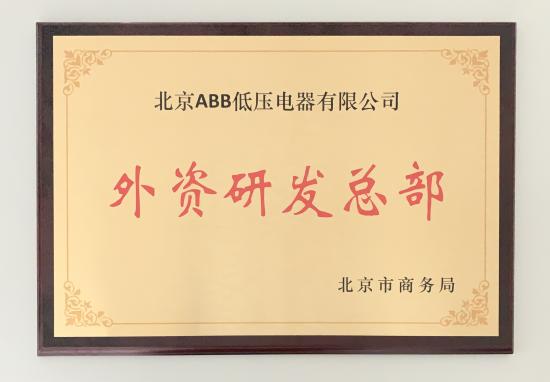 北京ABB低压电器有限公司
外资研发总部
北京市商务局